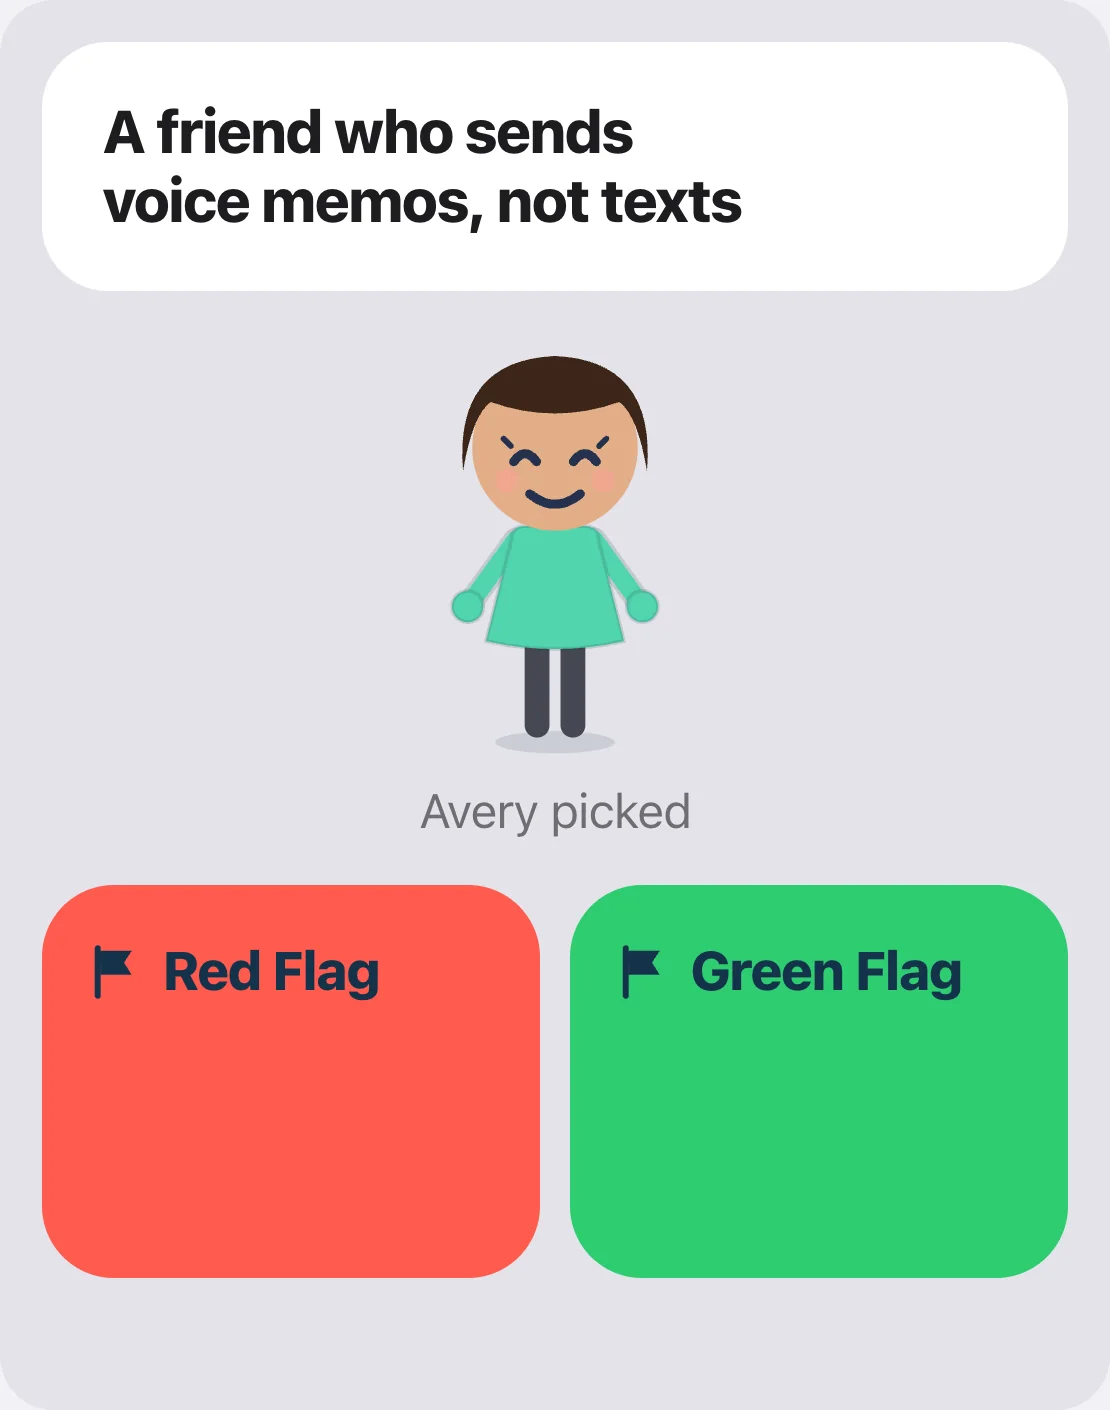 A friend who sends
voice memos, not texts
Avery picked
Red Flag
Green Flag